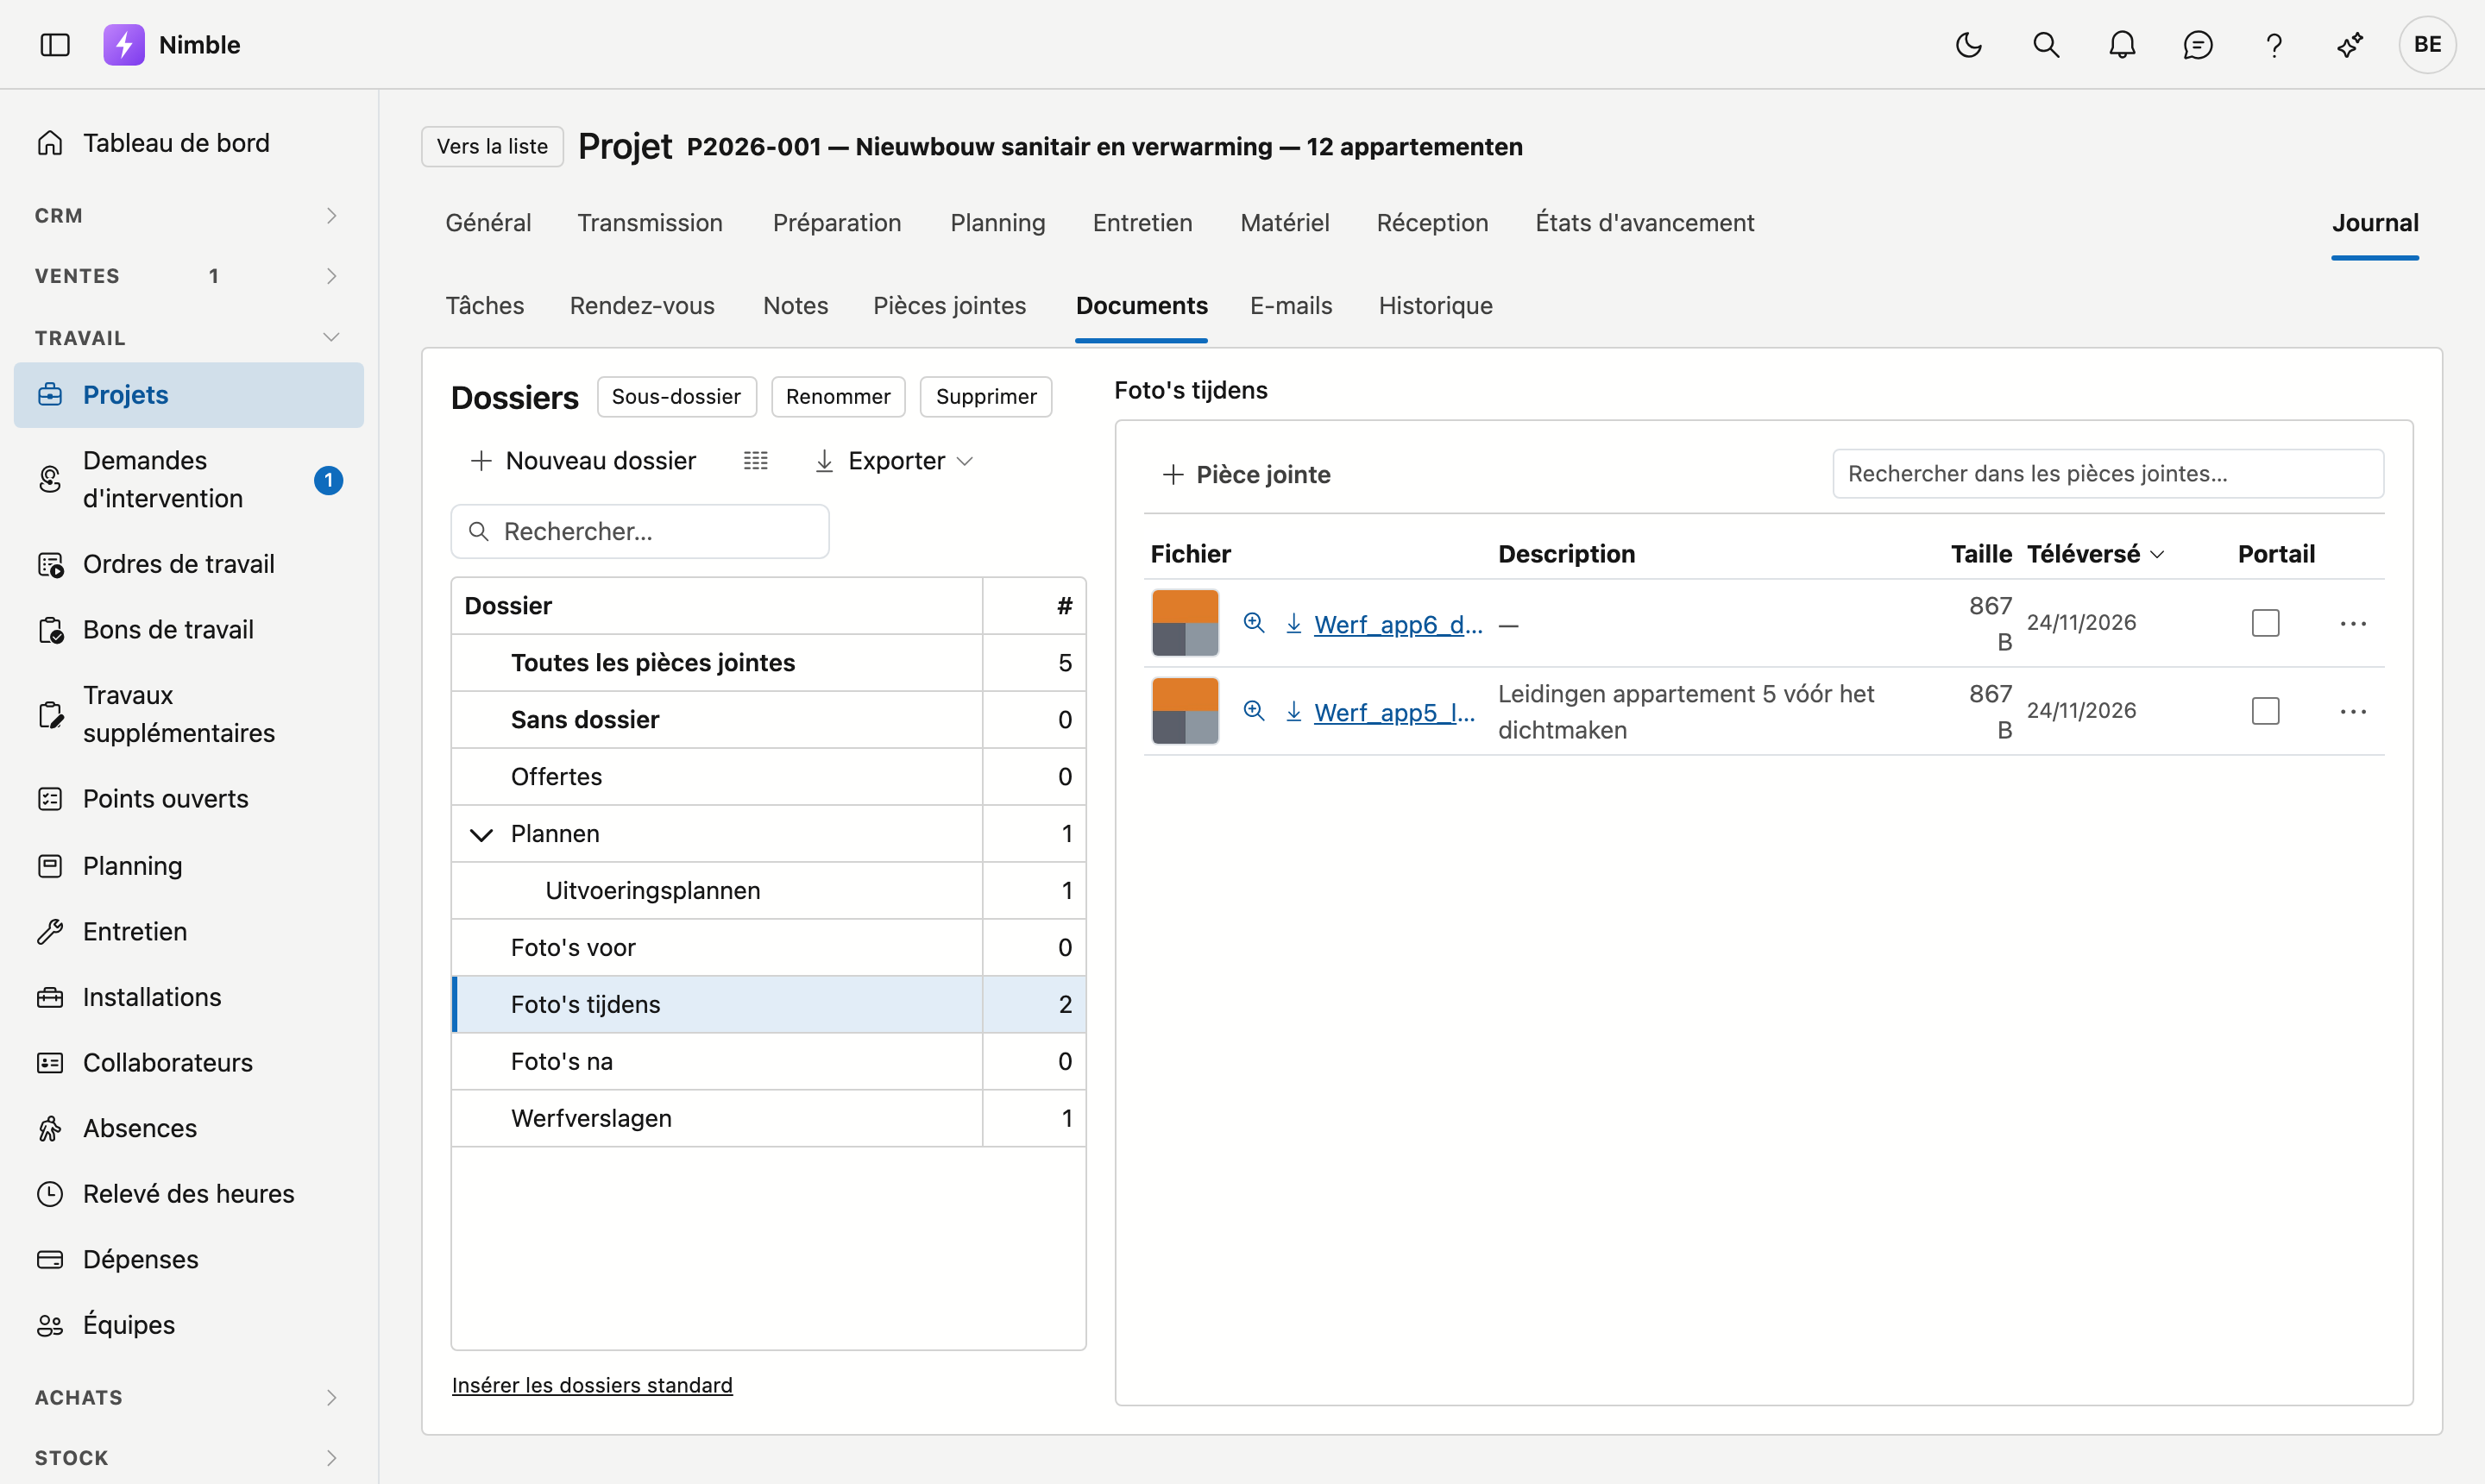 Nimble
BE
Tableau de bord
CRM
VENTES 1
TRAVAIL
Projets
Demandes
d'intervention
1
Ordres de travail
Bons de travail
Travaux
supplémentaires
Points ouverts
Planning
Entretien
Installations
Collaborateurs
Absences
Relevé des heures
Dépenses
Équipes
ACHATS
STOCK
Vers la liste
Projet P2026-001 — Nieuwbouw sanitair en verwarming — 12 appartementen
Général Transmission Préparation Planning Entretien Matériel Réception États d'avancement Journal
Tâches Rendez-vous Notes Pièces jointes Documents E-mails Historique
Dossiers Sous-dossier Renommer Supprimer
Nouveau dossier Exporter
Rechercher...
Dossier #
Toutes les pièces jointes 5
Sans dossier 0
Offertes 0
Plannen 1
Uitvoeringsplannen 1
Foto's voor 0
Foto's tijdens 2
Foto's na 0
Werfverslagen 1
Insérer les dossiers standard
Foto's tijdens
Pièce jointe
Rechercher dans les pièces jointes...
Fichier Description Taille Téléversé Portail
Werf_app6_d... — 867 B 24/11/2026
Werf_app5_l... Leidingen appartement 5 vóór het dichtmaken 867 B 24/11/2026